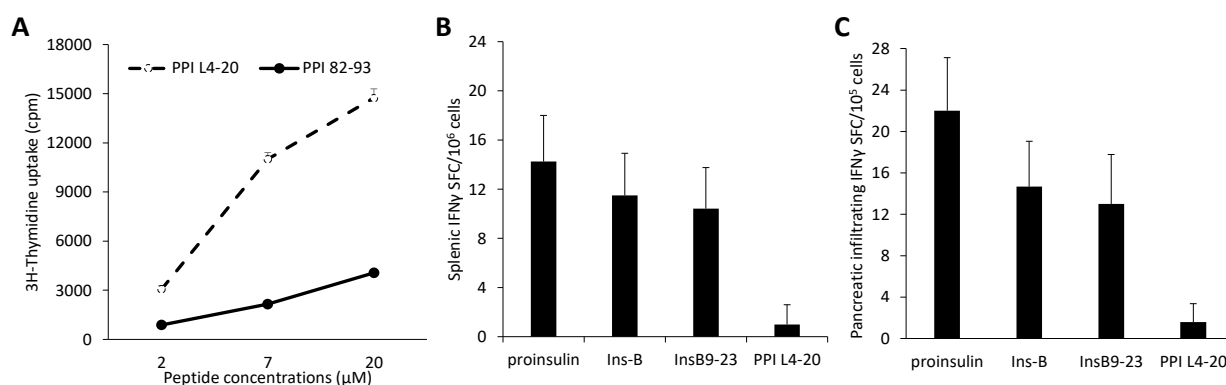 A
18000
15000
12000
9000
6000
3000
0
3H-Thymidine uptake (cpm)
PPI L4-20
PPI 82-93
2
7
20
Peptide concentrations (µM)
B
24
20
16
12
8
4
0
Splenic IFNγ SFC/10⁶ cells
proinsulin
Ins-B
InsB9-23
PPI L4-20
C
28
24
20
16
12
8
4
0
Pancreatic infiltrating IFNγ SFC/10⁵ cells
proinsulin
Ins-B
InsB9-23
PPI L4-20